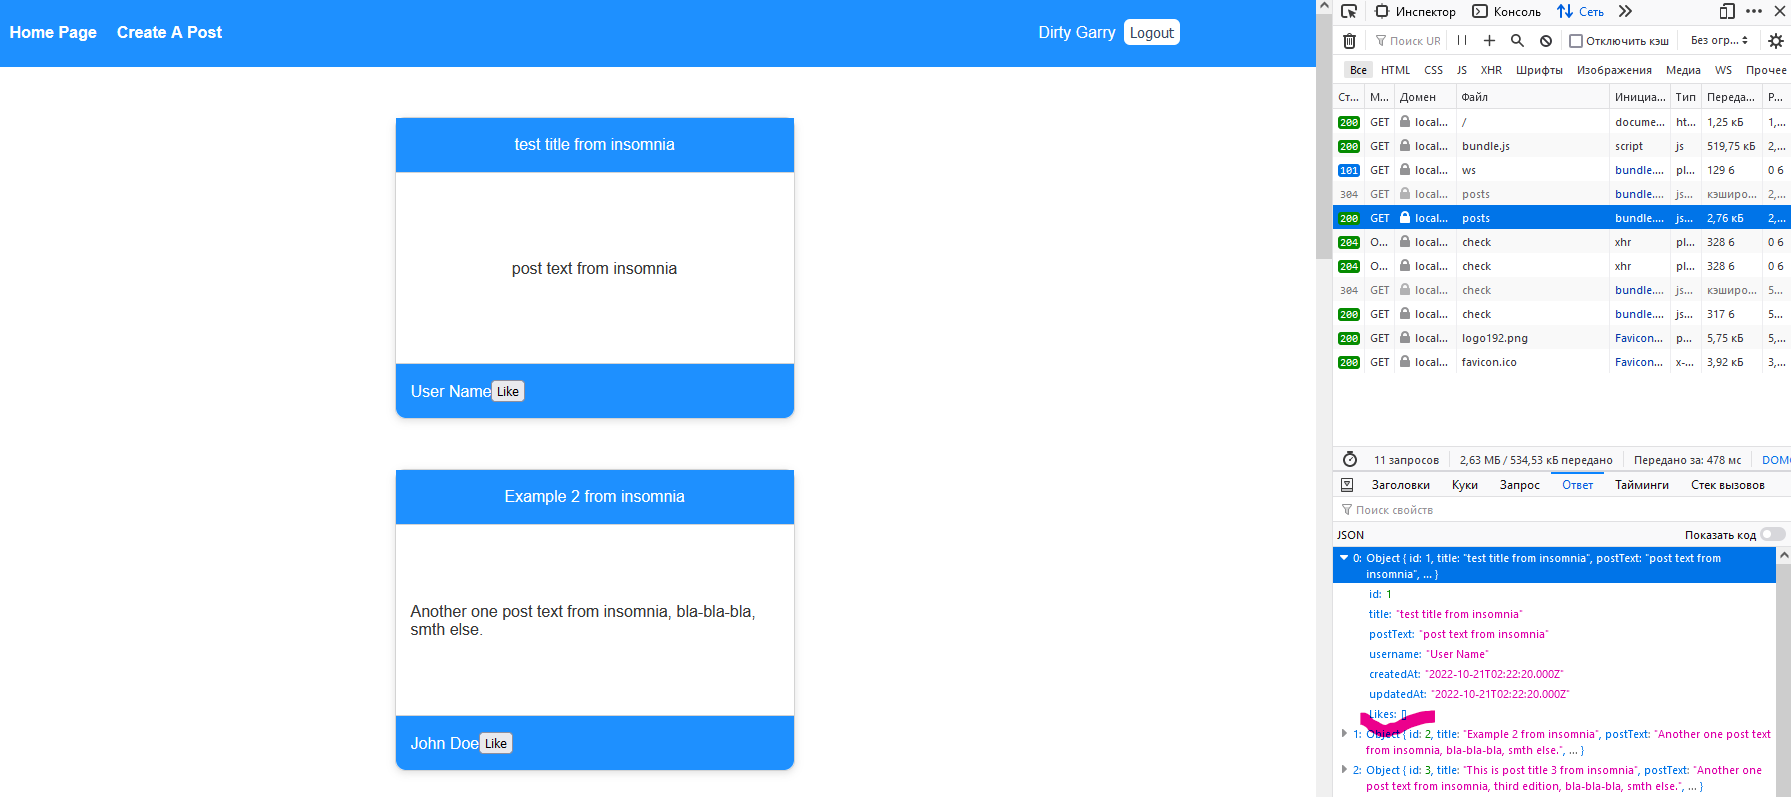 Home Page Create A Post Dirty Garry Logout
test title from insomnia
post text from insomnia
User Name Like
Example 2 from insomnia
Another one post text from insomnia, bla-bla-bla,
smth else.
John Doe Like
Инспектор Консоль Сеть
Поиск UR Отключить кэш Без огр...
Все HTML CSS JS XHR Шрифты Изображения Медиа WS Прочее
Ст... М... Домен Файл Инициа... Тип Переда... Р...
200 GET local... / docume... ht... 1,25 кБ 1,...
200 GET local... bundle.js script js 519,75 кБ 2,...
101 GET local... ws bundle.... pl... 129 б 0 б
304 GET local... posts bundle.... js... кэширо... 2,...
200 GET local... posts bundle.... js... 2,76 кБ 2,...
204 O... local... check xhr pl... 328 б 0 б
204 O... local... check xhr pl... 328 б 0 б
304 GET local... check bundle.... js... кэширо... 5...
200 GET local... check bundle.... js... 317 б 5...
200 GET local... logo192.png Favicon... p... 5,75 кБ 5,...
200 GET local... favicon.ico Favicon... x-... 3,92 кБ 3,...
11 запросов 2,63 МБ / 534,53 кБ передано Передано за: 478 мс DOMC
Заголовки Куки Запрос Ответ Тайминги Стек вызовов
Поиск свойств
JSON Показать код
0: Object { id: 1, title: "test title from insomnia", postText: "post text from
insomnia", ... }
id: 1
title: "test title from insomnia"
postText: "post text from insomnia"
username: "User Name"
createdAt: "2022-10-21T02:22:20.000Z"
updatedAt: "2022-10-21T02:22:20.000Z"
Likes: []
1: Object { id: 2, title: "Example 2 from insomnia", postText: "Another one post text
from insomnia, bla-bla-bla, smth else.", ... }
2: Object { id: 3, title: "This is post title 3 from insomnia", postText: "Another one
post text from insomnia, third edition, bla-bla-bla, smth else.", ... }